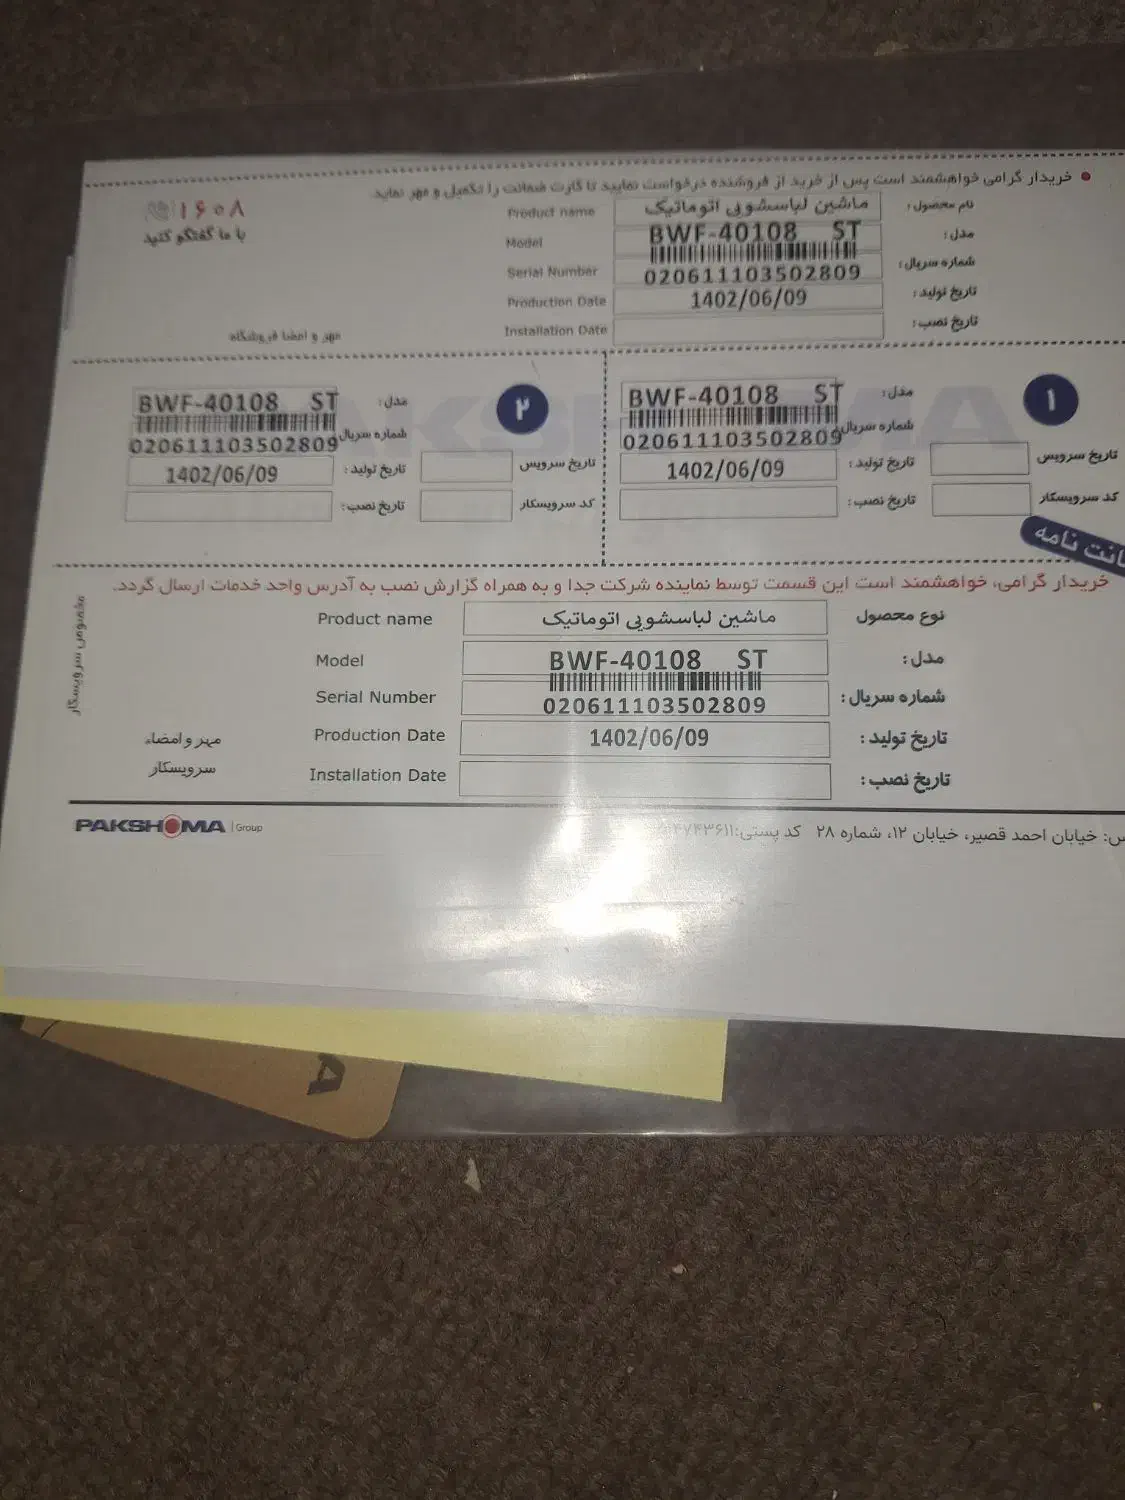 ● خریدار گرامی خواهشمند است پس از خرید از فروشنده درخواست نمایید تا کارت ضمانت را تکمیل و مهر نماید
۱۶۰۸
با ما گفتگو کنید
نام محصول: ماشین لباسشویی اتوماتیک Product name
مدل: BWF-40108 ST Model
شماره سریال: 020611103502809 Serial Number
تاریخ تولید: 1402/06/09 Production Date
تاریخ نصب: Installation Date
مهر و امضا فروشگاه
۱
مدل: BWF-40108 ST
شماره سریال 020611103502809
تاریخ سرویس
تاریخ تولید: 1402/06/09
کد سرویسکار
تاریخ نصب:
۲
مدل: BWF-40108 ST
شماره سریال 020611103502809
تاریخ سرویس
تاریخ تولید: 1402/06/09
کد سرویسکار
تاریخ نصب:
PAKSHOMA
انت نامه
خریدار گرامی، خواهشمند است این قسمت توسط نماینده شرکت جدا و به همراه گزارش نصب به آدرس واحد خدمات ارسال گردد.
مخصوص سرویسکار
نوع محصول ماشین لباسشویی اتوماتیک Product name
مدل: BWF-40108 ST Model
شماره سریال: 020611103502809 Serial Number
تاریخ تولید: 1402/06/09 Production Date
تاریخ نصب: Installation Date
مهر و امضاء
سرویسکار
PAKSHOMA | Group
س: خیابان احمد قصیر، خیابان ۱۲، شماره ۲۸ کد پستی:
A